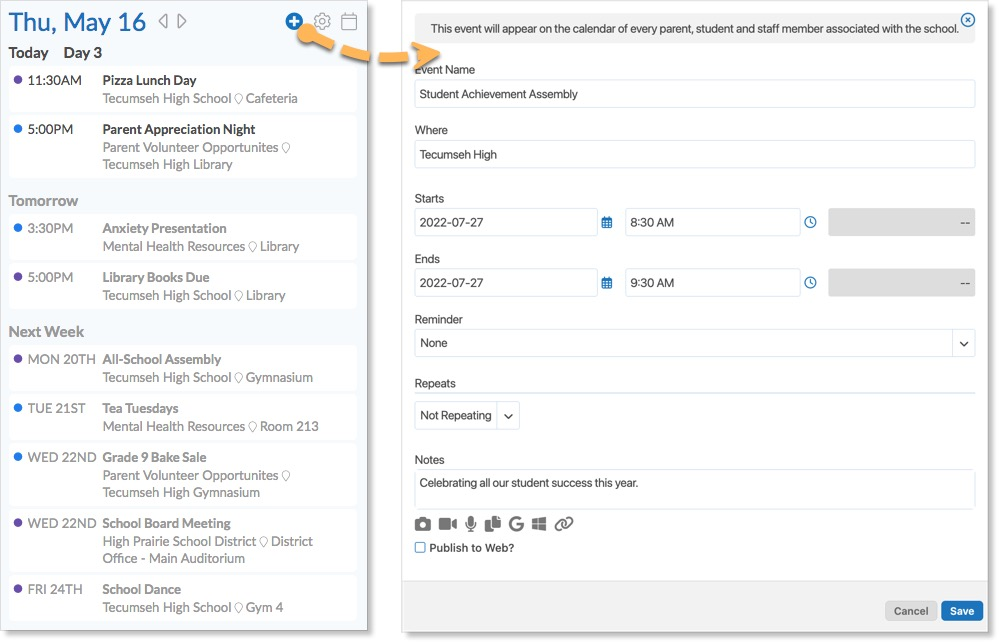 Thu, May 16
Today Day 3
11:30AM Pizza Lunch Day
Tecumseh High School Cafeteria
5:00PM Parent Appreciation Night
Parent Volunteer Opportunites
Tecumseh High Library
Tomorrow
3:30PM Anxiety Presentation
Mental Health Resources Library
5:00PM Library Books Due
Tecumseh High School Library
Next Week
MON 20TH All-School Assembly
Tecumseh High School Gymnasium
TUE 21ST Tea Tuesdays
Mental Health Resources Room 213
WED 22ND Grade 9 Bake Sale
Parent Volunteer Opportunites
Tecumseh High Gymnasium
WED 22ND School Board Meeting
High Prairie School District District
Office - Main Auditorium
FRI 24TH School Dance
Tecumseh High School Gym 4
This event will appear on the calendar of every parent, student and staff member associated with the school.
Event Name
Student Achievement Assembly
Where
Tecumseh High
Starts
2022-07-27 8:30 AM --
Ends
2022-07-27 9:30 AM --
Reminder
None
Repeats
Not Repeating
Notes
Celebrating all our student success this year.
Publish to Web?
Cancel Save